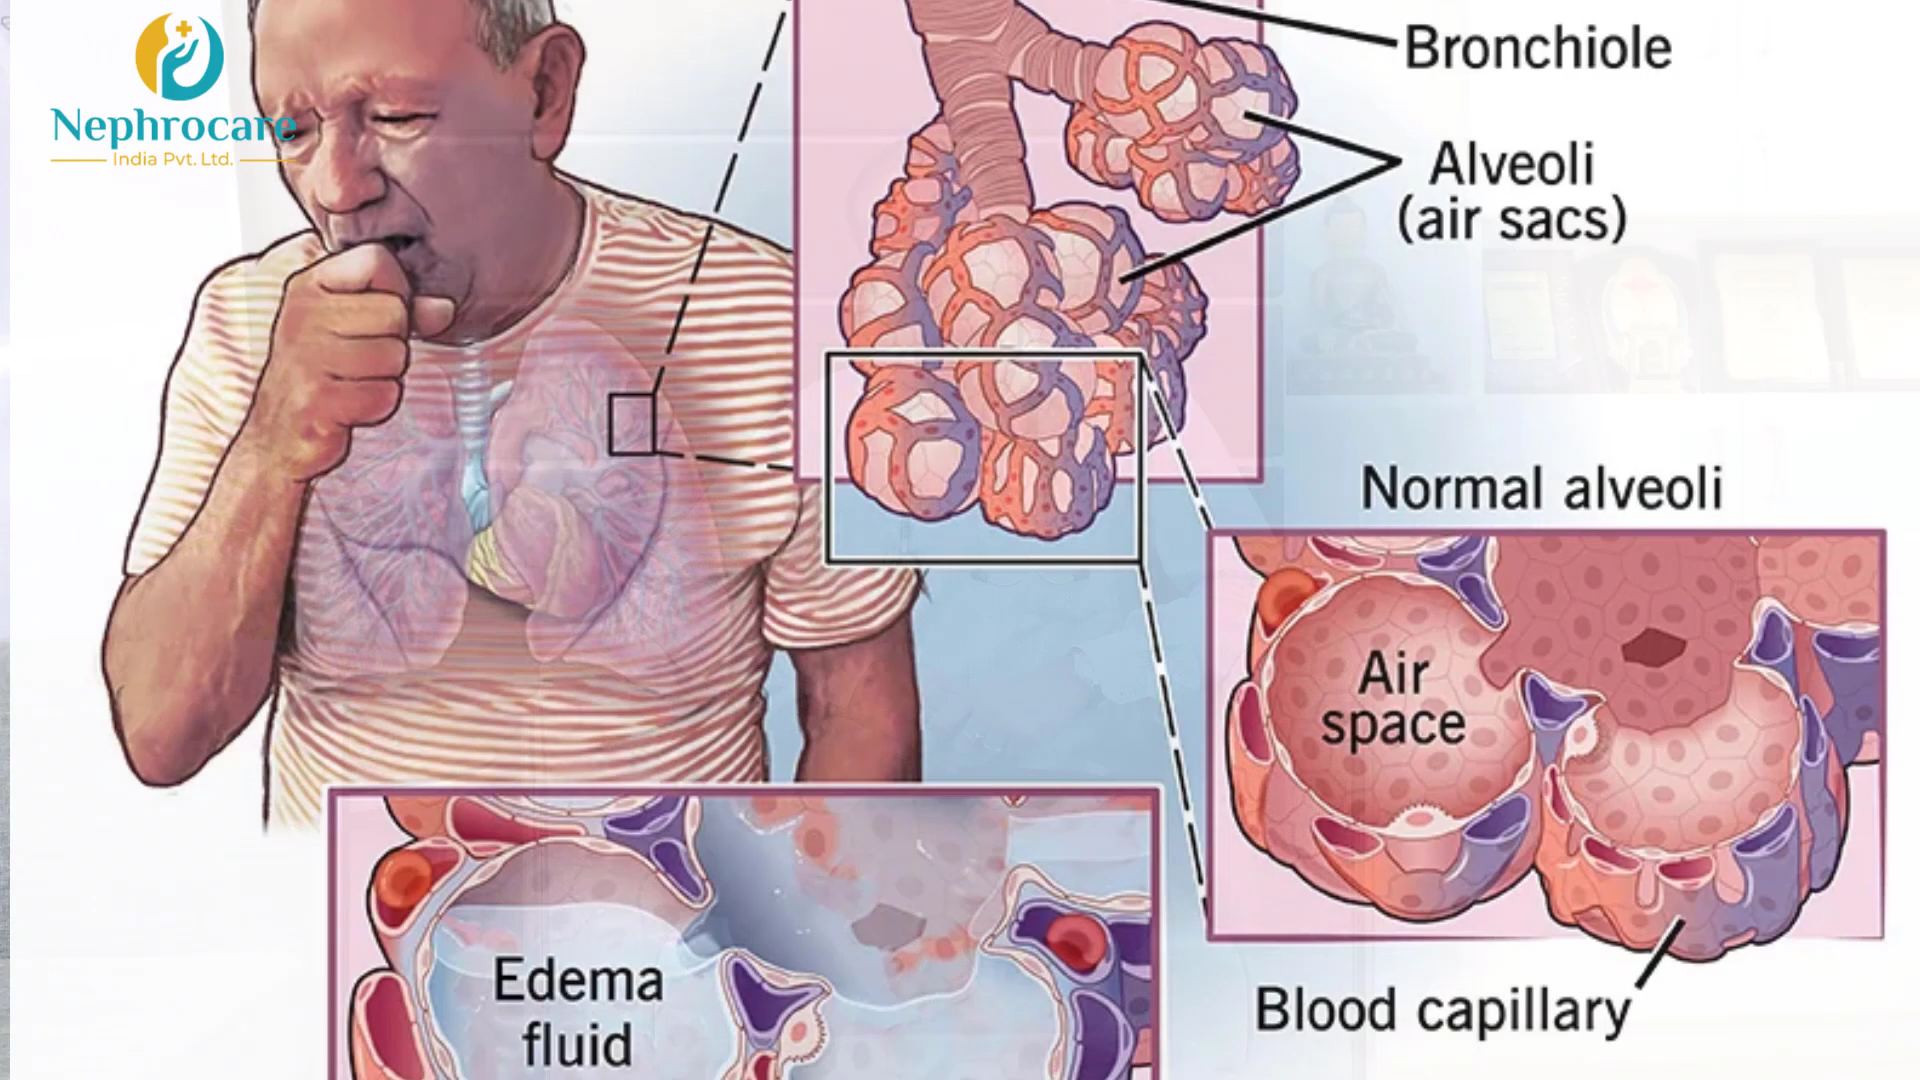 Nephrocare
India Pvt. Ltd.
Bronchiole
Alveoli
(air sacs)
Normal alveoli
Air
space
Edema
fluid
Blood capillary